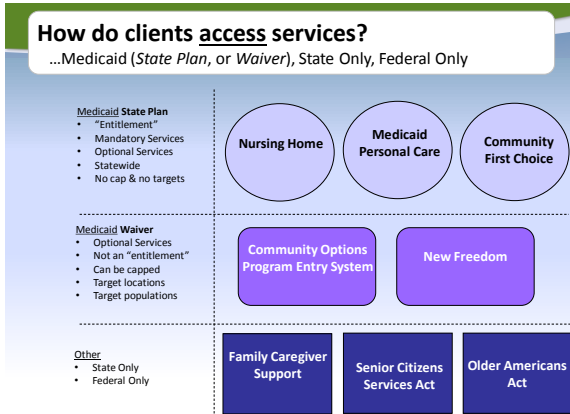 How do clients access services?
…Medicaid (State Plan, or Waiver), State Only, Federal Only
Medicaid State Plan
• "Entitlement"
• Mandatory Services
• Optional Services
• Statewide
• No cap & no targets
Nursing Home
Medicaid
Personal Care
Community
First Choice
Medicaid Waiver
• Optional Services
• Not an "entitlement"
• Can be capped
• Target locations
• Target populations
Community Options
Program Entry System
New Freedom
Other
• State Only
• Federal Only
Family Caregiver
Support
Senior Citizens
Services Act
Older Americans
Act